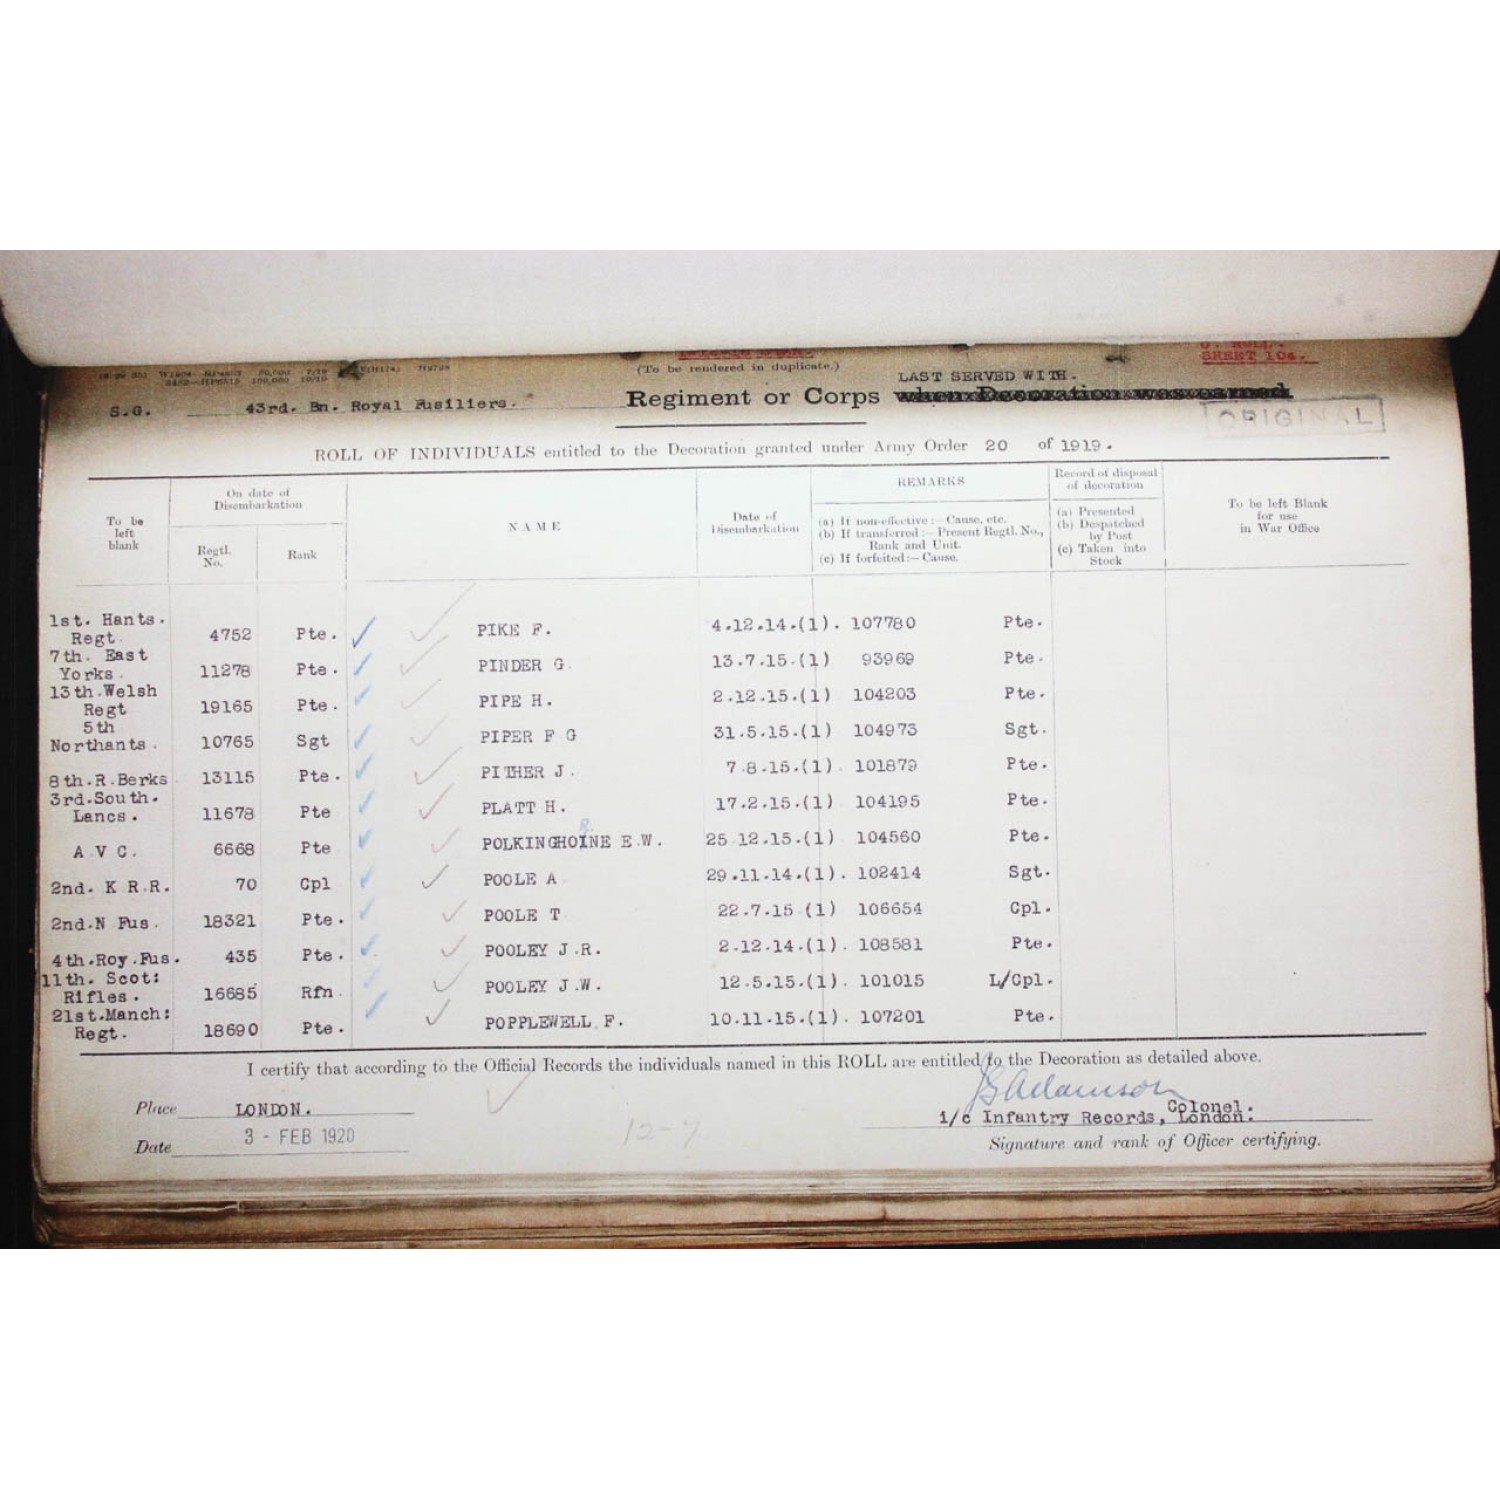 (To be rendered in duplicate.)
O. ROLL.
SHEET 104.
S.G. 43rd. Bn. Royal Fusiliers. Regiment or Corps when Decoration was earned
LAST SERVED WITH.
ORIGINAL
ROLL OF INDIVIDUALS entitled to the Decoration granted under Army Order 20 of 1919.
To be left blank
On date of Disembarkation
Regtl. No.
Rank
NAME
Date of Disembarkation
REMARKS
(a) If non-effective :— Cause, etc.
(b) If transferred :— Present Regtl. No., Rank and Unit.
(c) If forfeited :— Cause.
Record of disposal of decoration
(a) Presented
(b) Despatched by Post
(c) Taken into Stock
To be left Blank for use in War Office
1st. Hants. Regt. 4752 Pte. PIKE F. 4.12.14.(1). 107780 Pte.
7th. East Yorks. 11278 Pte. PINDER G. 13.7.15.(1) 93969 Pte.
13th.Welsh Regt 19165 Pte. PIPE H. 2.12.15.(1) 104203 Pte.
5th Northants. 10765 Sgt PIPER F G 31.5.15.(1) 104973 Sgt.
8th.R.Berks 13115 Pte. PITHER J. 7.8.15.(1) 101879 Pte.
3rd.South. Lancs. 11678 Pte PLATT H. 17.2.15.(1) 104195 Pte.
A V C. 6668 Pte POLKINGHOINE E.W. 25 12.15.(1) 104560 Pte.
2nd. K R.R. 70 Cpl POOLE A 29.11.14.(1). 102414 Sgt.
2nd.N Fus. 18321 Pte. POOLE T 22.7.15 (1) 106654 Cpl.
4th.Roy.Fus. 435 Pte. POOLEY J.R. 2.12.14.(1). 108581 Pte.
11th. Scot: Rifles. 16685 Rfn. POOLEY J.W. 12.5.15.(1). 101015 L/Cpl.
21st.Manch: Regt. 18690 Pte. POPPLEWELL F. 10.11.15.(1). 107201 Pte.
I certify that according to the Official Records the individuals named in this ROLL are entitled to the Decoration as detailed above.
Place LONDON.
Adamson
Colonel.
i/c Infantry Records, London.
Date 3 - FEB 1920
12-7
Signature and rank of Officer certifying.